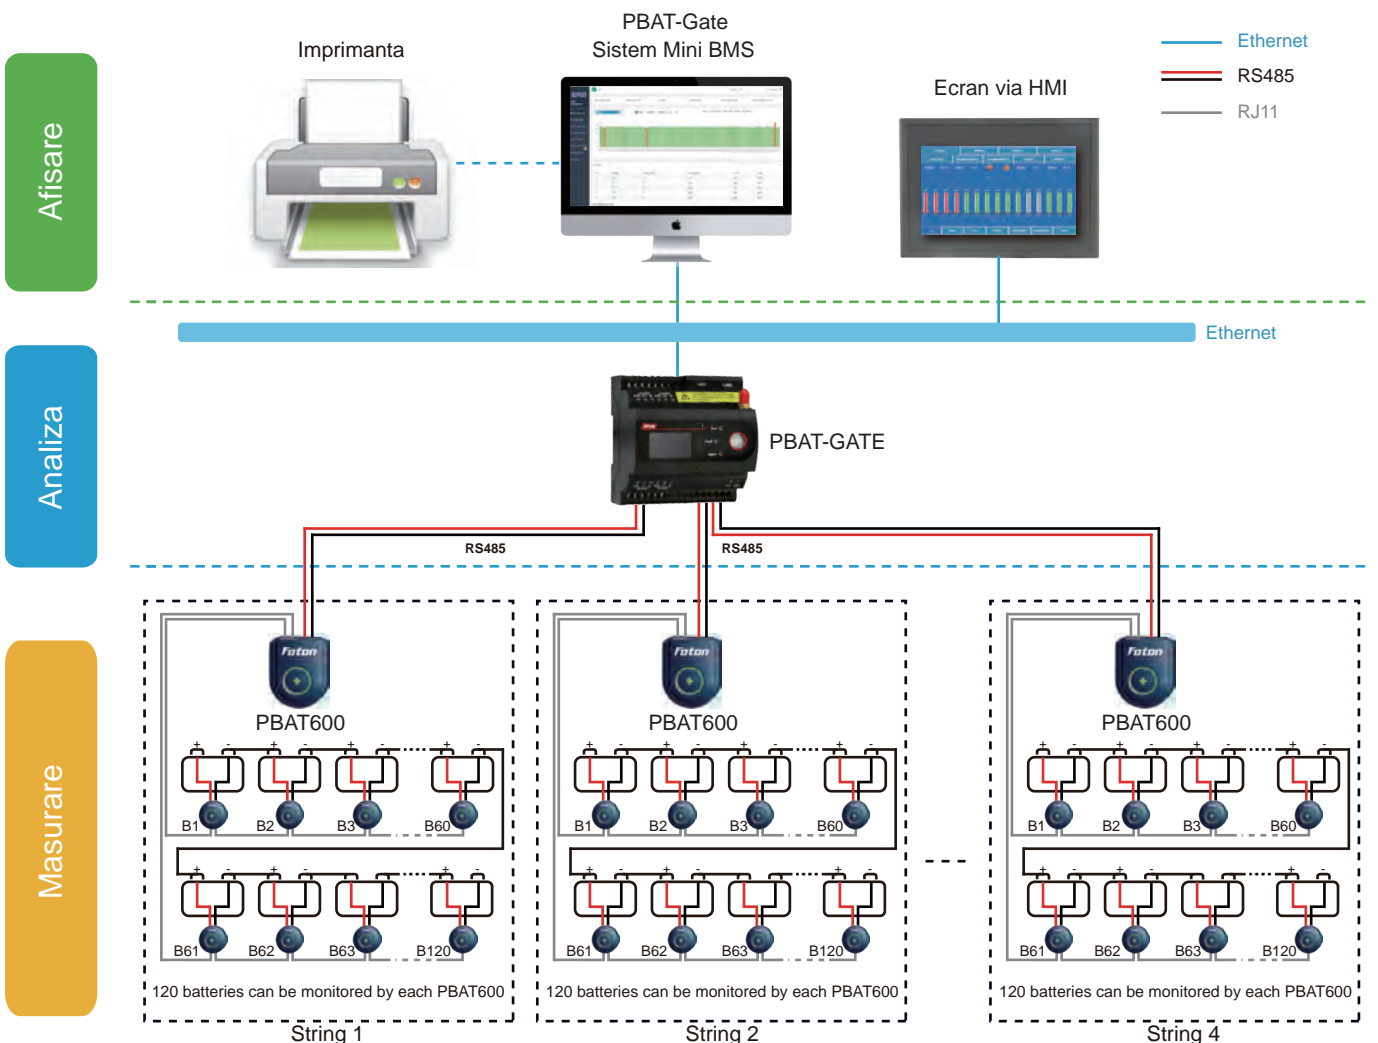 PBAT-Gate
Sistem Mini BMS
Imprimanta
Ecran via HMI
Ethernet
RS485
RJ11
Afisare
Ethernet
Analiza
PBAT-GATE
RS485
RS485
Masurare
Foton
PBAT600
+ - + - + - + -
B1 B2 B3 B60
+ - + - + - + -
B61 B62 B63 B120
120 batteries can be monitored by each PBAT600
String 1
Foton
PBAT600
+ - + - + - + -
B1 B2 B3 B60
+ - + - + - + -
B61 B62 B63 B120
120 batteries can be monitored by each PBAT600
String 2
Foton
PBAT600
+ - + - + - + -
B1 B2 B3 B60
+ - + - + - + -
B61 B62 B63 B120
120 batteries can be monitored by each PBAT600
String 4